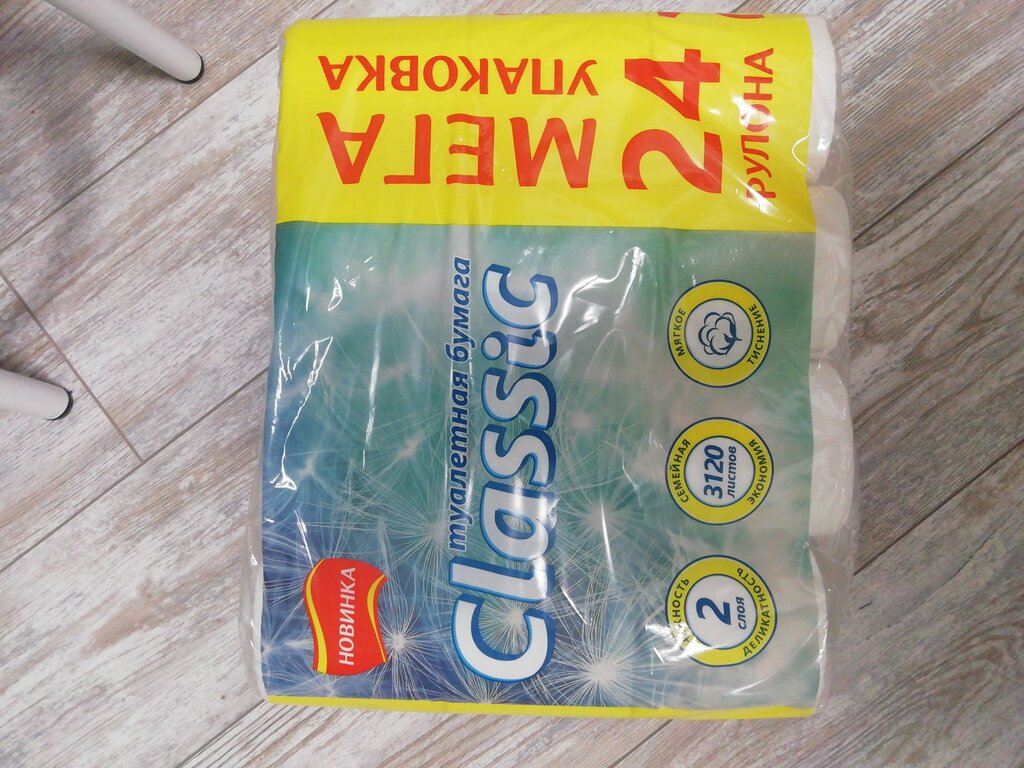 НОВИНКА
туалетная бумага
Classic
2
слоя
ДЕЛИКАТНОСТЬ
СЕМЕЙНАЯ
3120
листов
ЭКОНОМИЯ
МЯГКОЕ
ТИСНЕНИЕ
МЕГА
УПАКОВКА
24
РУЛОНА